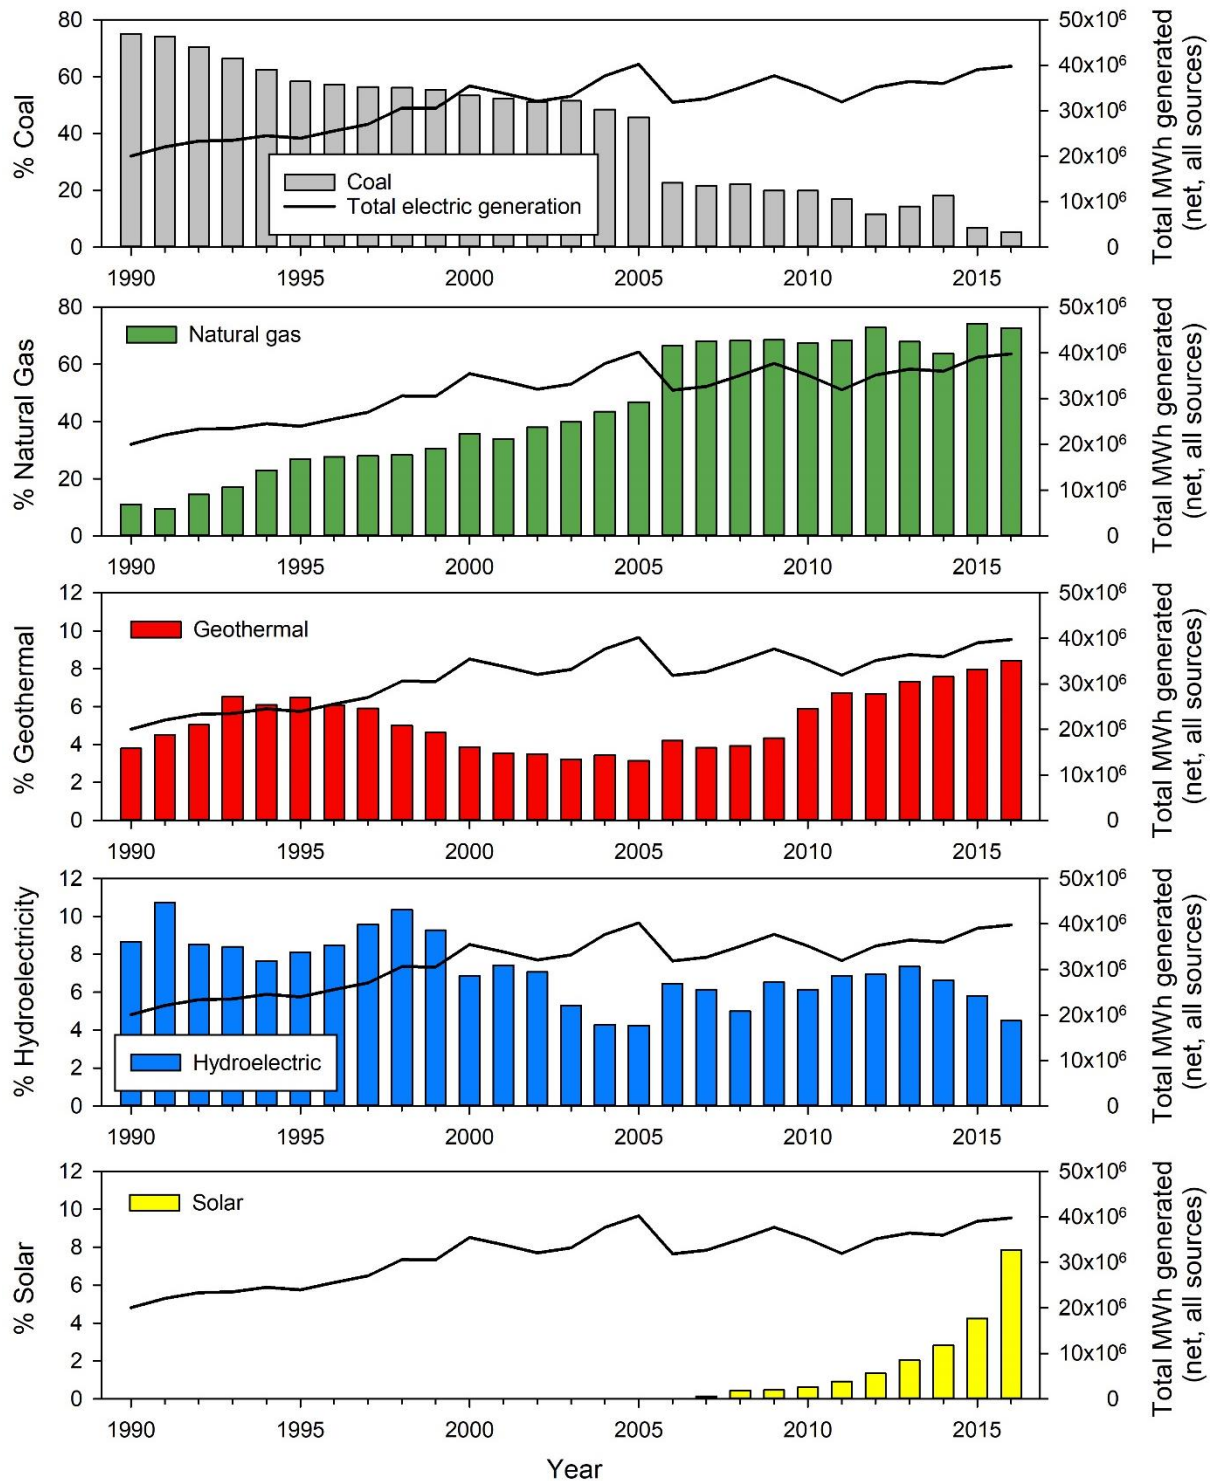 % Coal
80
60
40
20
0
Coal
Total electric generation
50x10⁶
40x10⁶
30x10⁶
20x10⁶
10x10⁶
0
Total MWh generated
(net, all sources)
1990 1995 2000 2005 2010 2015
% Natural Gas
80
60
40
20
0
Natural gas
50x10⁶
40x10⁶
30x10⁶
20x10⁶
10x10⁶
0
Total MWh generated
(net, all sources)
1990 1995 2000 2005 2010 2015
% Geothermal
12
10
8
6
4
2
0
Geothermal
50x10⁶
40x10⁶
30x10⁶
20x10⁶
10x10⁶
0
Total MWh generated
(net, all sources)
1990 1995 2000 2005 2010 2015
% Hydroelectricity
12
10
8
6
4
2
0
Hydroelectric
50x10⁶
40x10⁶
30x10⁶
20x10⁶
10x10⁶
0
Total MWh generated
(net, all sources)
1990 1995 2000 2005 2010 2015
% Solar
12
10
8
6
4
2
0
Solar
50x10⁶
40x10⁶
30x10⁶
20x10⁶
10x10⁶
0
Total MWh generated
(net, all sources)
1990 1995 2000 2005 2010 2015
Year